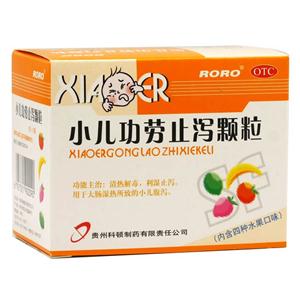 RORO® OTC
XIAOER
小儿功劳止泻颗粒
XIAOERGONGLAOZHIXIEKELI
功能主治：清热解毒，利湿止泻。
用于大肠湿热所致的小儿腹泻。
(内含四种水果口味)
贵州科顿制药有限责任公司